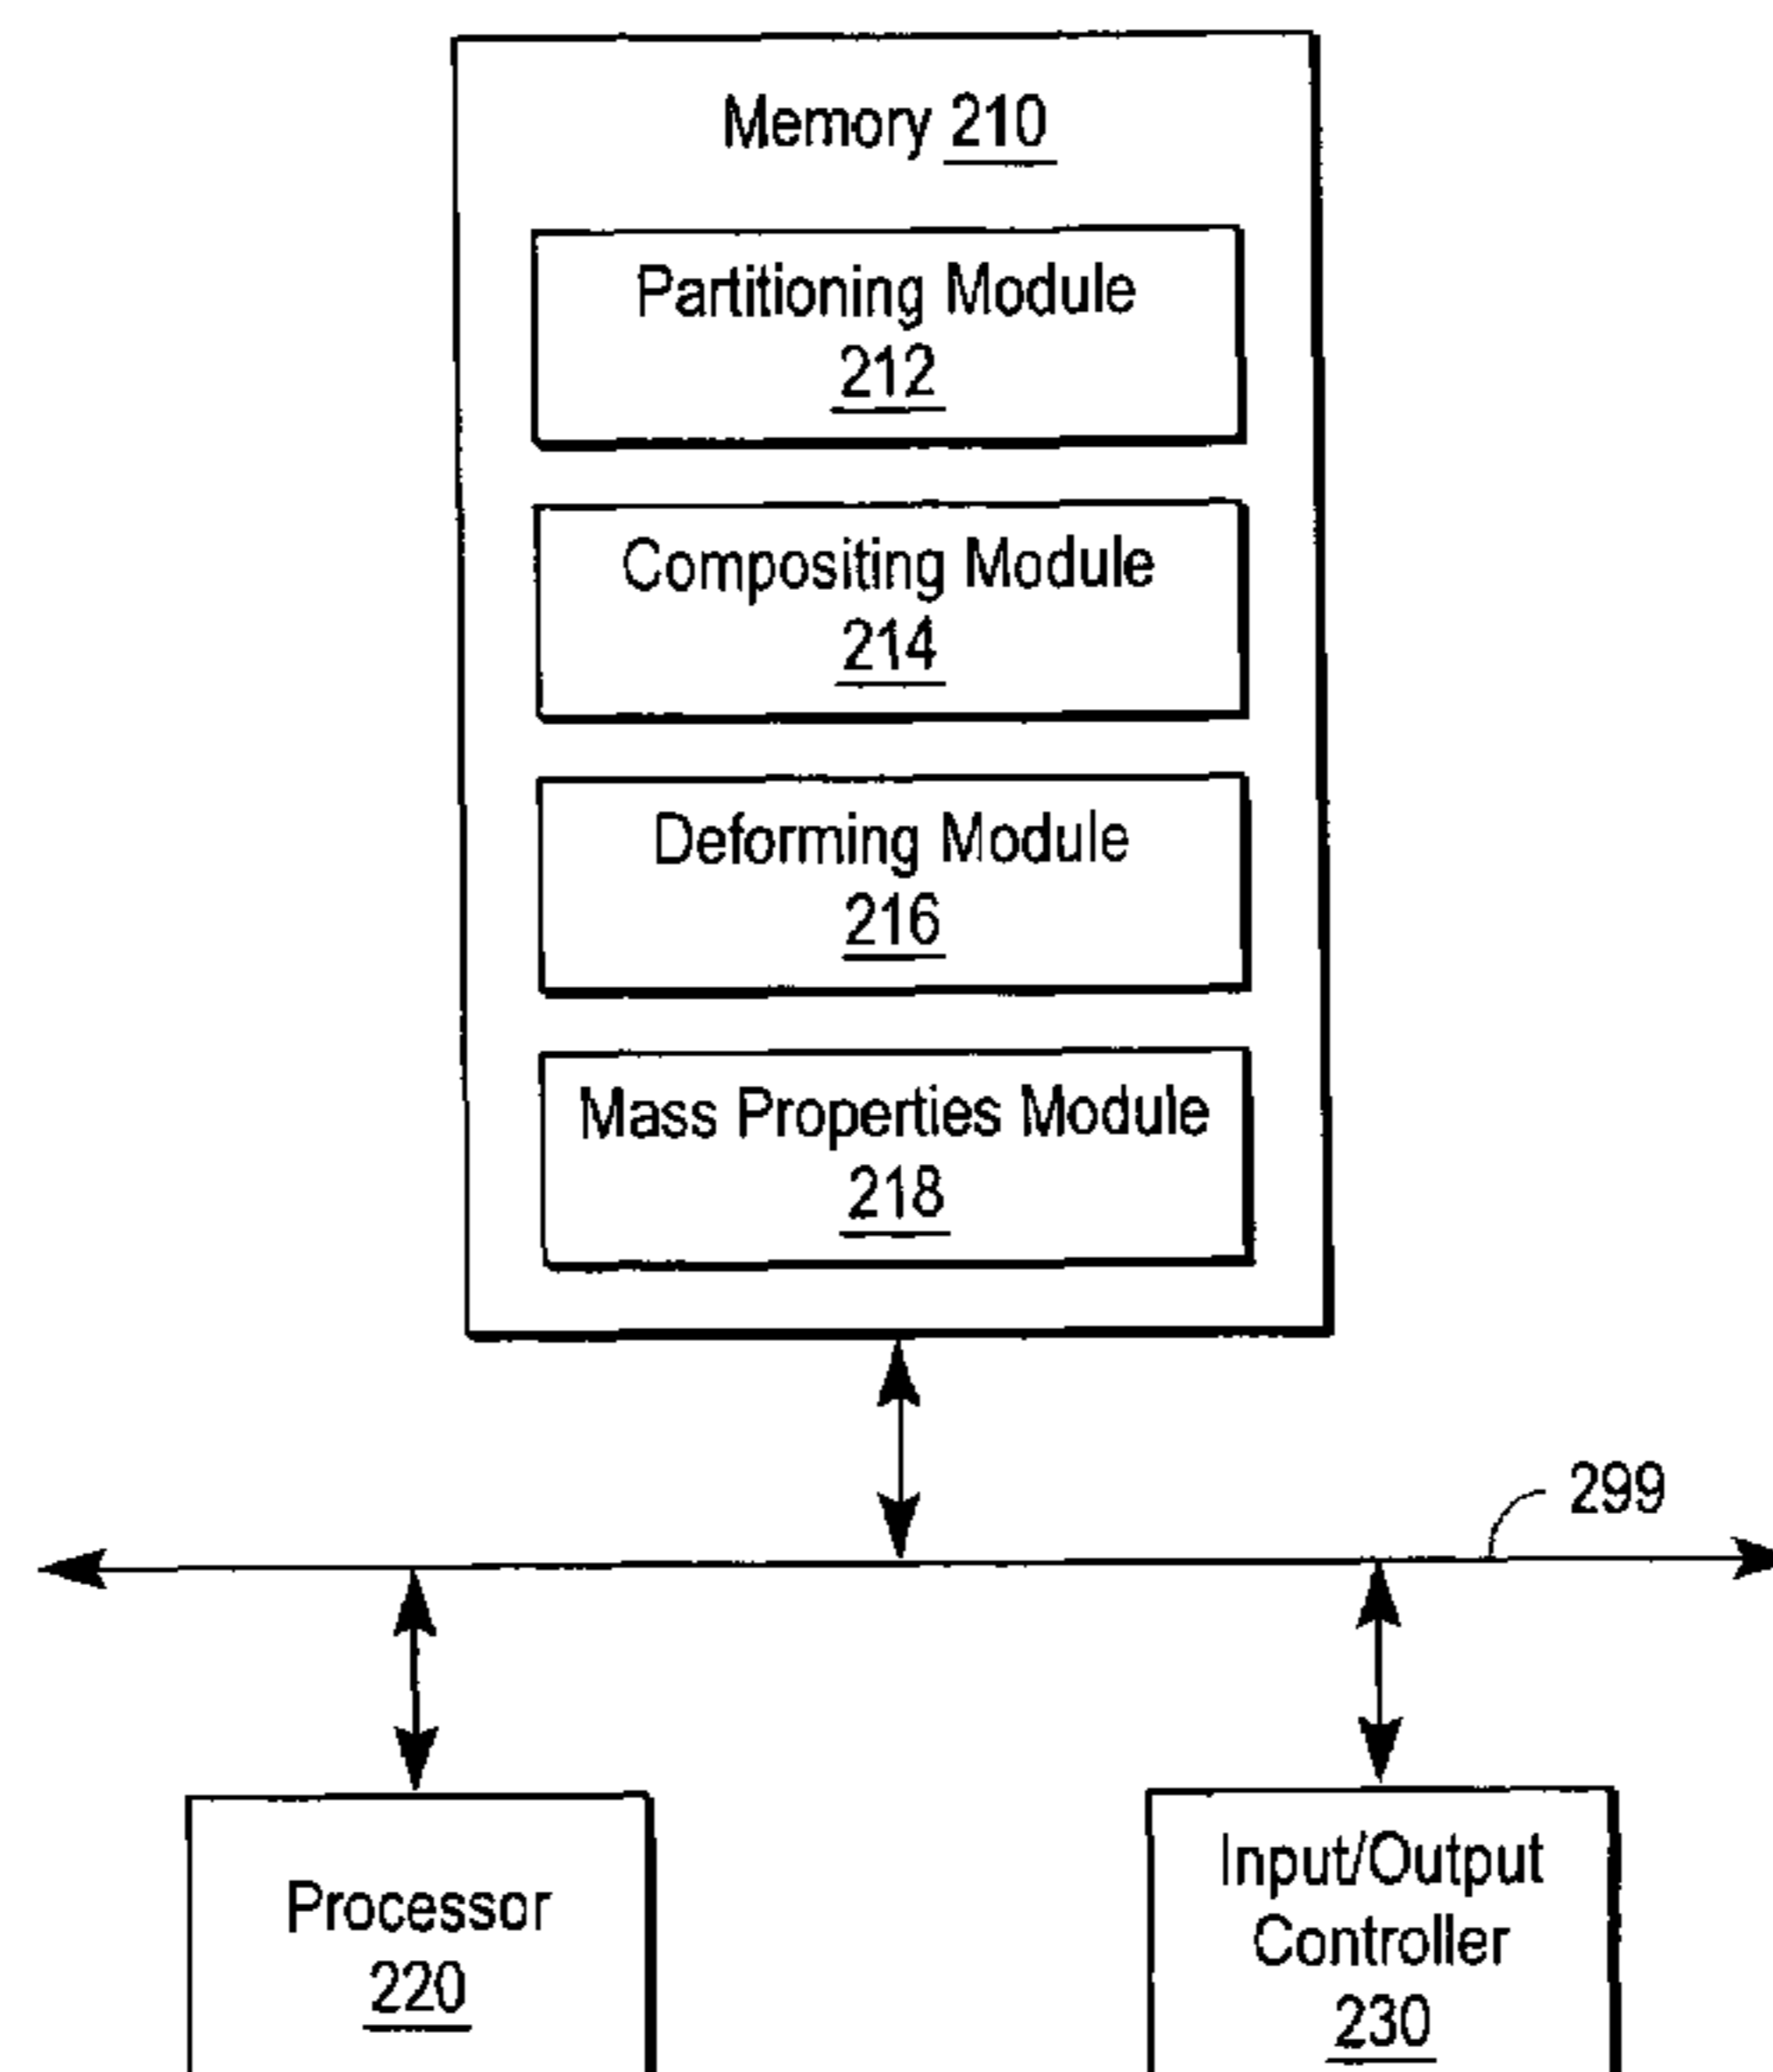 Memory 210
Partitioning Module
212
Compositing Module
214
Deforming Module
216
Mass Properties Module
218
299
Processor
220
Input/Output
Controller
230